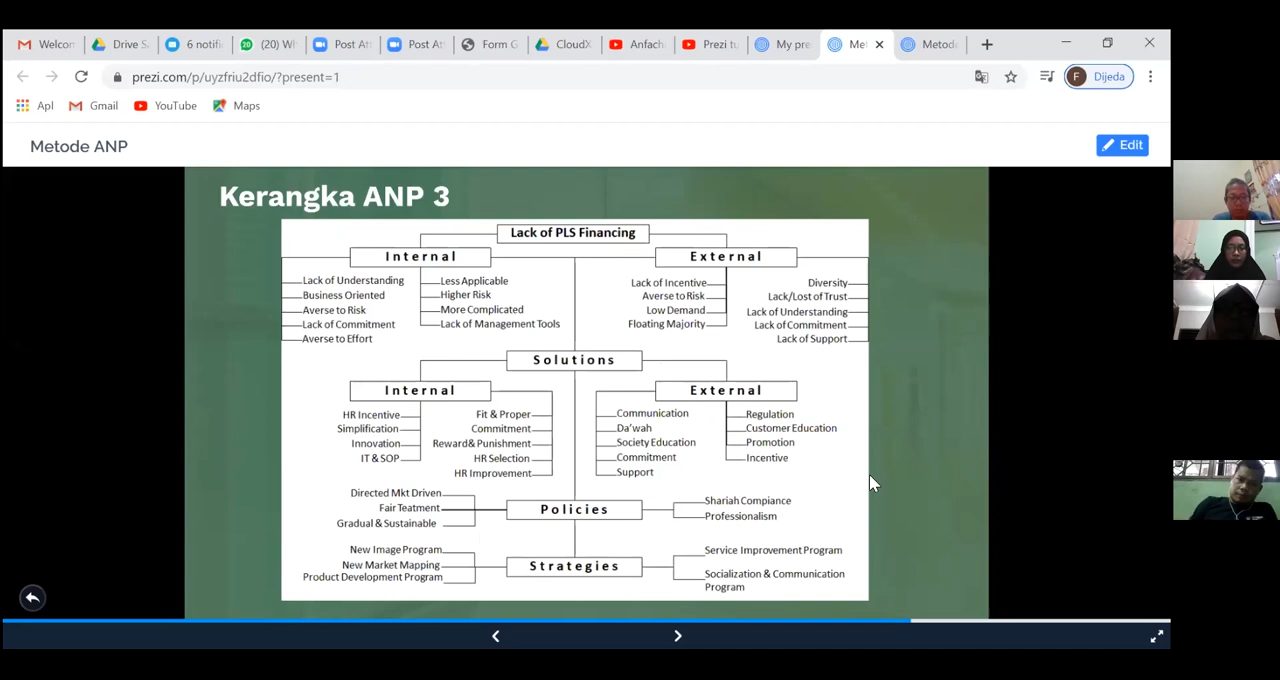 Welcon
Drive S
6 notifi
(20) Wh
Post At
Post At
Form G
CloudX
Anfach
Prezi tu
My pre
Met
Metode
prezi.com/p/uyzfriu2dfio/?present=1
F Dijeda
Apl Gmail YouTube Maps
Metode ANP
Edit
Kerangka ANP 3
Lack of PLS Financing
Internal
Lack of Understanding
Business Oriented
Averse to Risk
Lack of Commitment
Averse to Effort
Less Applicable
Higher Risk
More Complicated
Lack of Management Tools
External
Lack of Incentive
Averse to Risk
Low Demand
Floating Majority
Diversity
Lack/Lost of Trust
Lack of Understanding
Lack of Commitment
Lack of Support
Solutions
Internal
HR Incentive
Simplification
Innovation
IT & SOP
Fit & Proper
Commitment
Reward& Punishment
HR Selection
HR Improvement
External
Communication
Da'wah
Society Education
Commitment
Support
Regulation
Customer Education
Promotion
Incentive
Policies
Directed Mkt Driven
Fair Teatment
Gradual & Sustainable
Shariah Compiance
Professionalism
Strategies
New Image Program
New Market Mapping
Product Development Program
Service Improvement Program
Socialization & Communication
Program